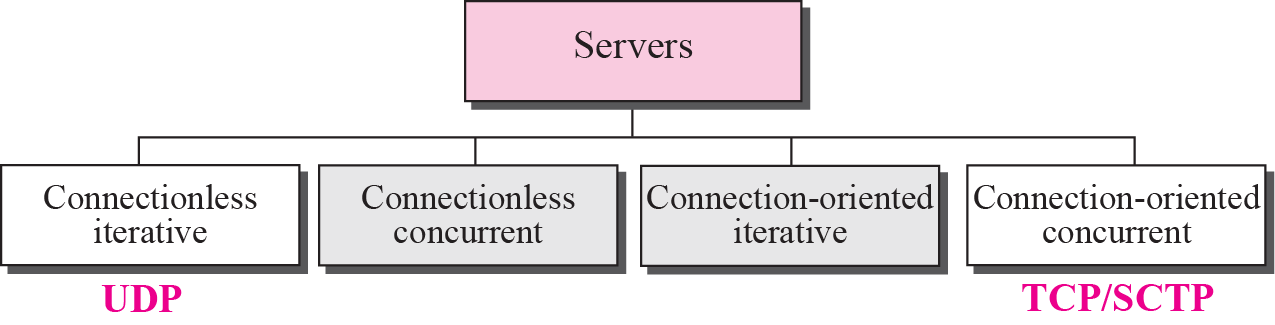 Servers
Connectionless
iterative
Connectionless
concurrent
Connection-oriented
iterative
Connection-oriented
concurrent
UDP
TCP/SCTP